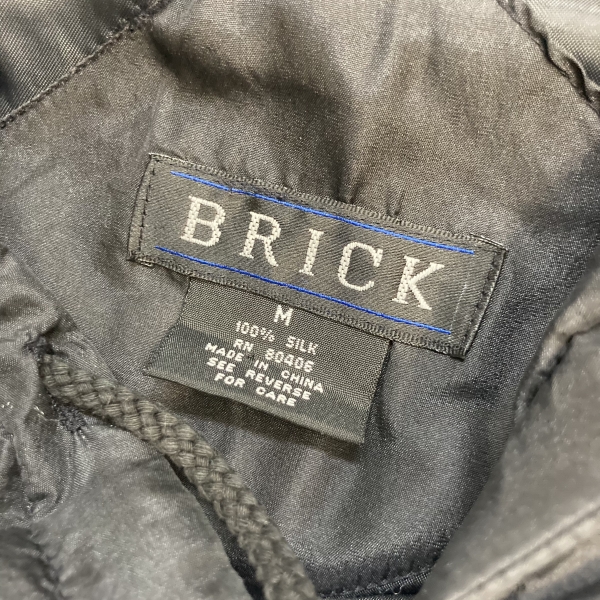 BRICK
M
100% SILK
RN 80406
MADE IN CHINA
SEE REVERSE
FOR CARE